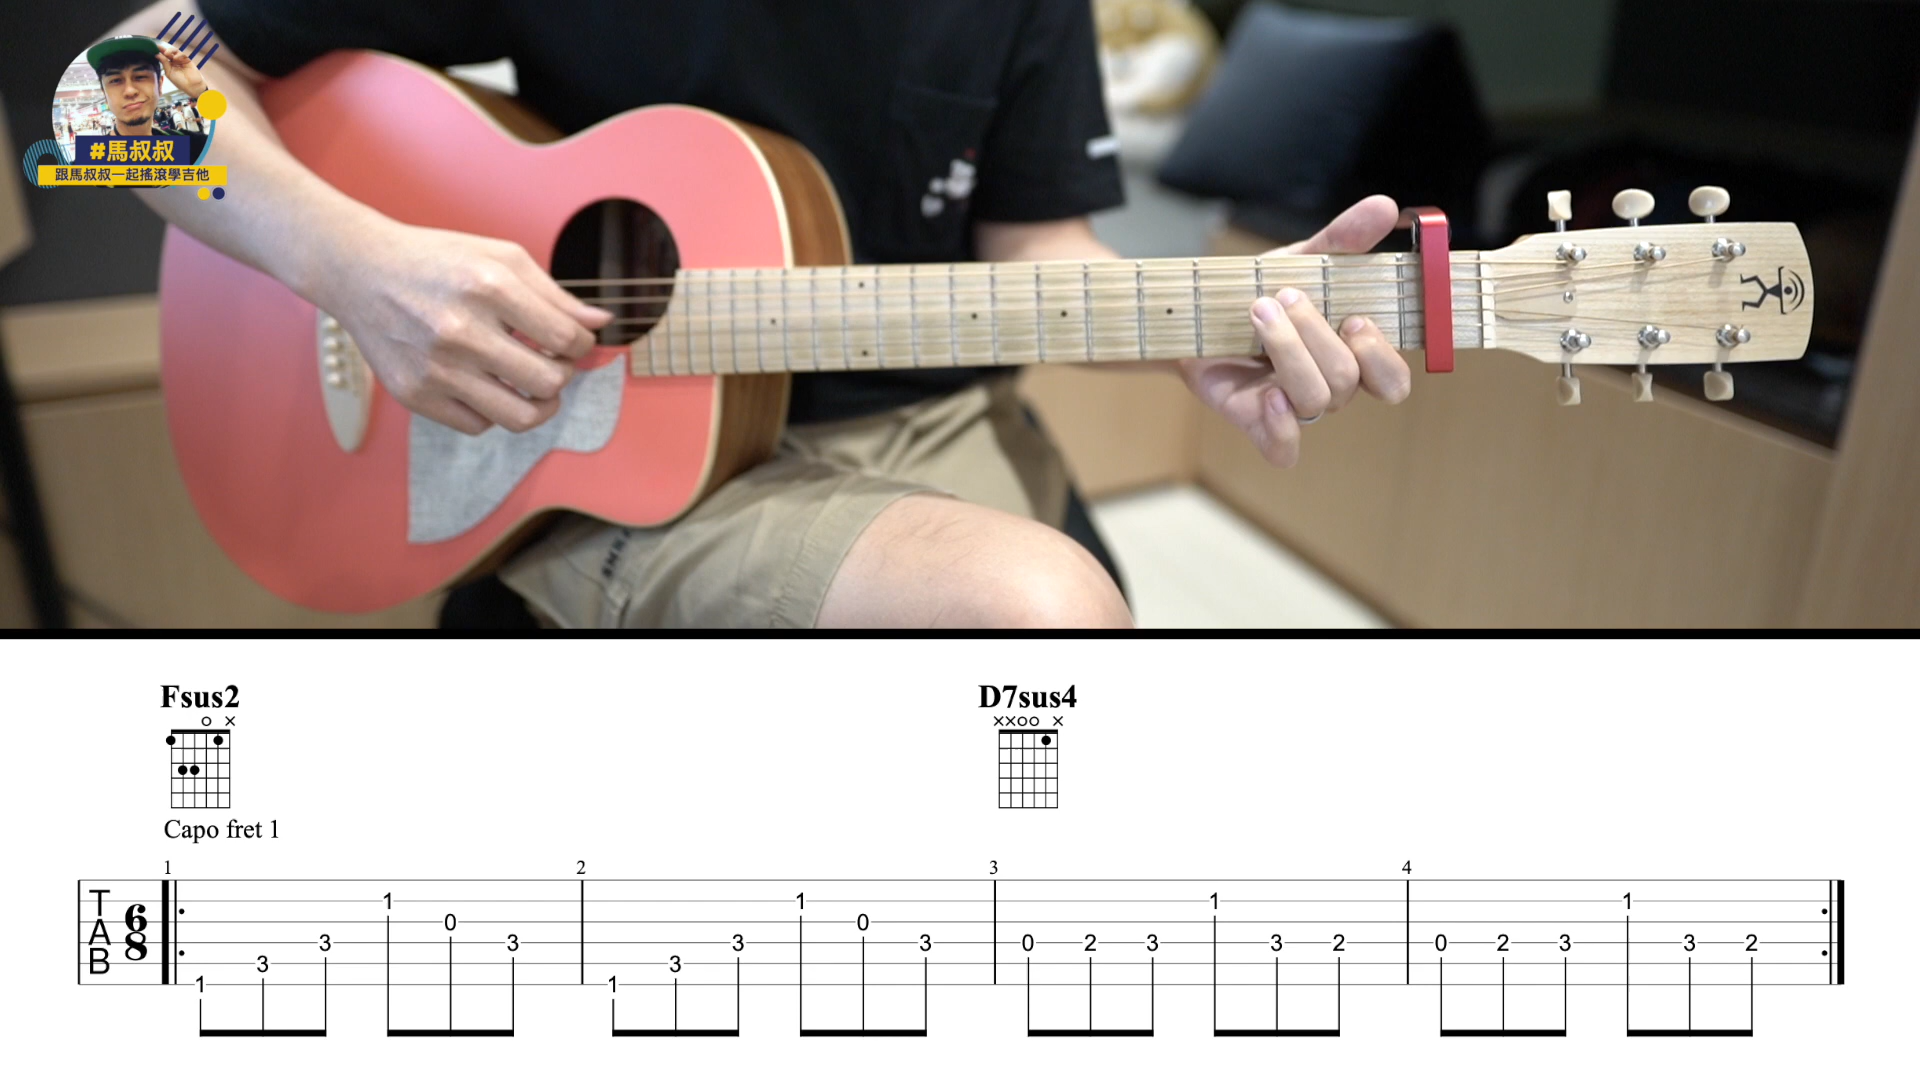 #馬叔叔
跟馬叔叔一起搖滾學吉他
Fsus2 D7sus4
○ × ××○○ ×
Capo fret 1
1 2 3 4
TAB 6/8 1 3 3 1 0 3 1 3 3 1 0 3 0 2 3 1 3 2 0 2 3 1 3 2